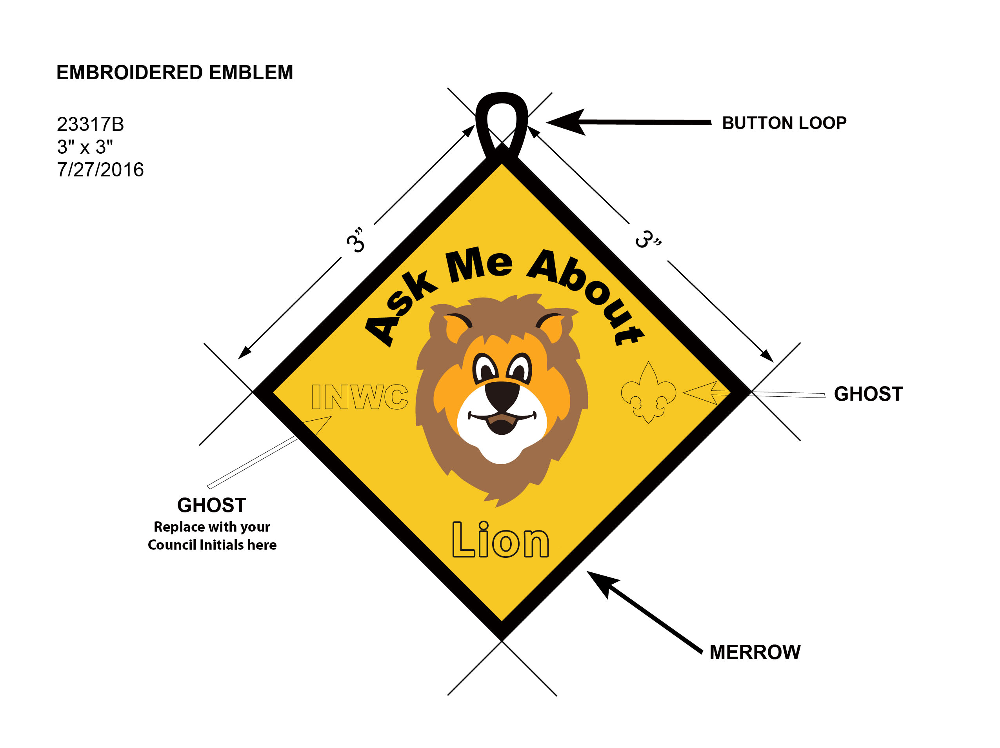 EMBROIDERED EMBLEM
23317B
3" x 3"
7/27/2016
BUTTON LOOP
3”
3”
Ask Me About
INWC
GHOST
GHOST
Replace with your
Council Initials here
Lion
MERROW